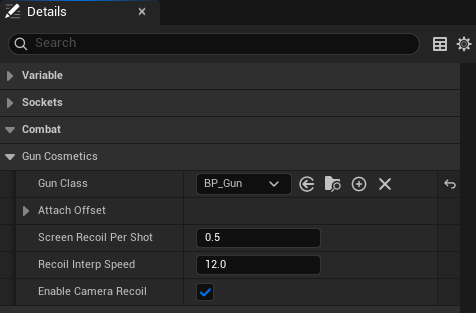 Details
Search
Variable
Sockets
Combat
Gun Cosmetics
Gun Class BP_Gun
Attach Offset
Screen Recoil Per Shot 0.5
Recoil Interp Speed 12.0
Enable Camera Recoil